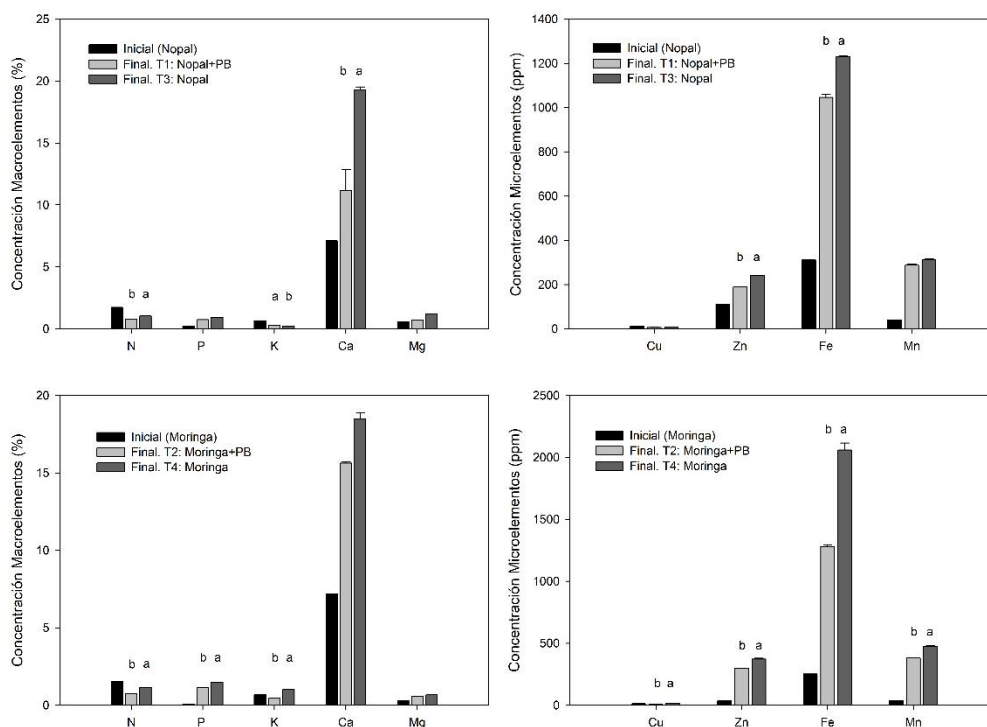 Concentración Macroelementos (%)
25
20
15
10
5
0
Inicial (Nopal)
Final. T1: Nopal+PB
Final. T3: Nopal
b a
b a
a b
N P K Ca Mg
Concentración Microelementos (ppm)
1400
1200
1000
800
600
400
200
0
Inicial (Nopal)
Final. T1: Nopal+PB
Final. T3: Nopal
b a
b a
Cu Zn Fe Mn
Concentración Macroelementos (%)
20
15
10
5
0
Inicial (Moringa)
Final. T2: Moringa+PB
Final. T4: Moringa
b a b a b a
N P K Ca Mg
Concentración Microelementos (ppm)
2500
2000
1500
1000
500
0
Inicial (Moringa)
Final. T2: Moringa+PB
Final. T4: Moringa
b a
b a
b a
b a
Cu Zn Fe Mn